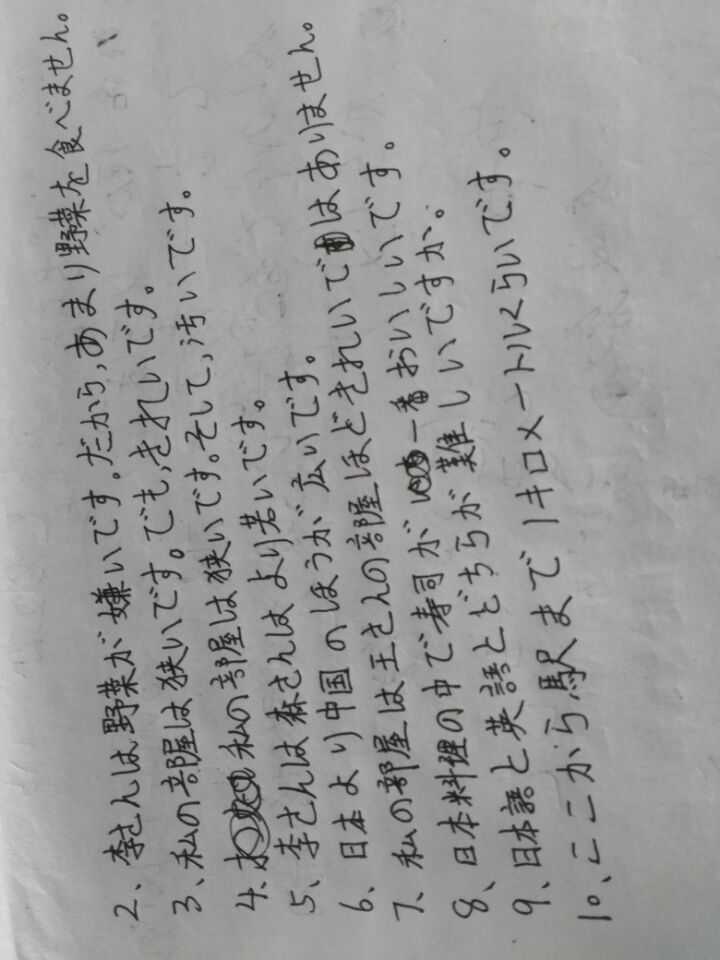 2、李さんは野菜が嫌いです。だから,あまり野菜を食べません。
3、私の部屋は狭いです。でも,きれいです。
4、私の部屋は狭いです。そして,汚いです。
5、李さんは森さんはより若いです。
6、日本より中国のほうが広いです。
7、私の部屋は王さんの部屋ほどきれいではありません。
8、日本料理の中で寿司が一番おいしいです。
9、日本語と英語とどちらが難しいですか。
10、ここから駅まで1キロメートルくらいです。